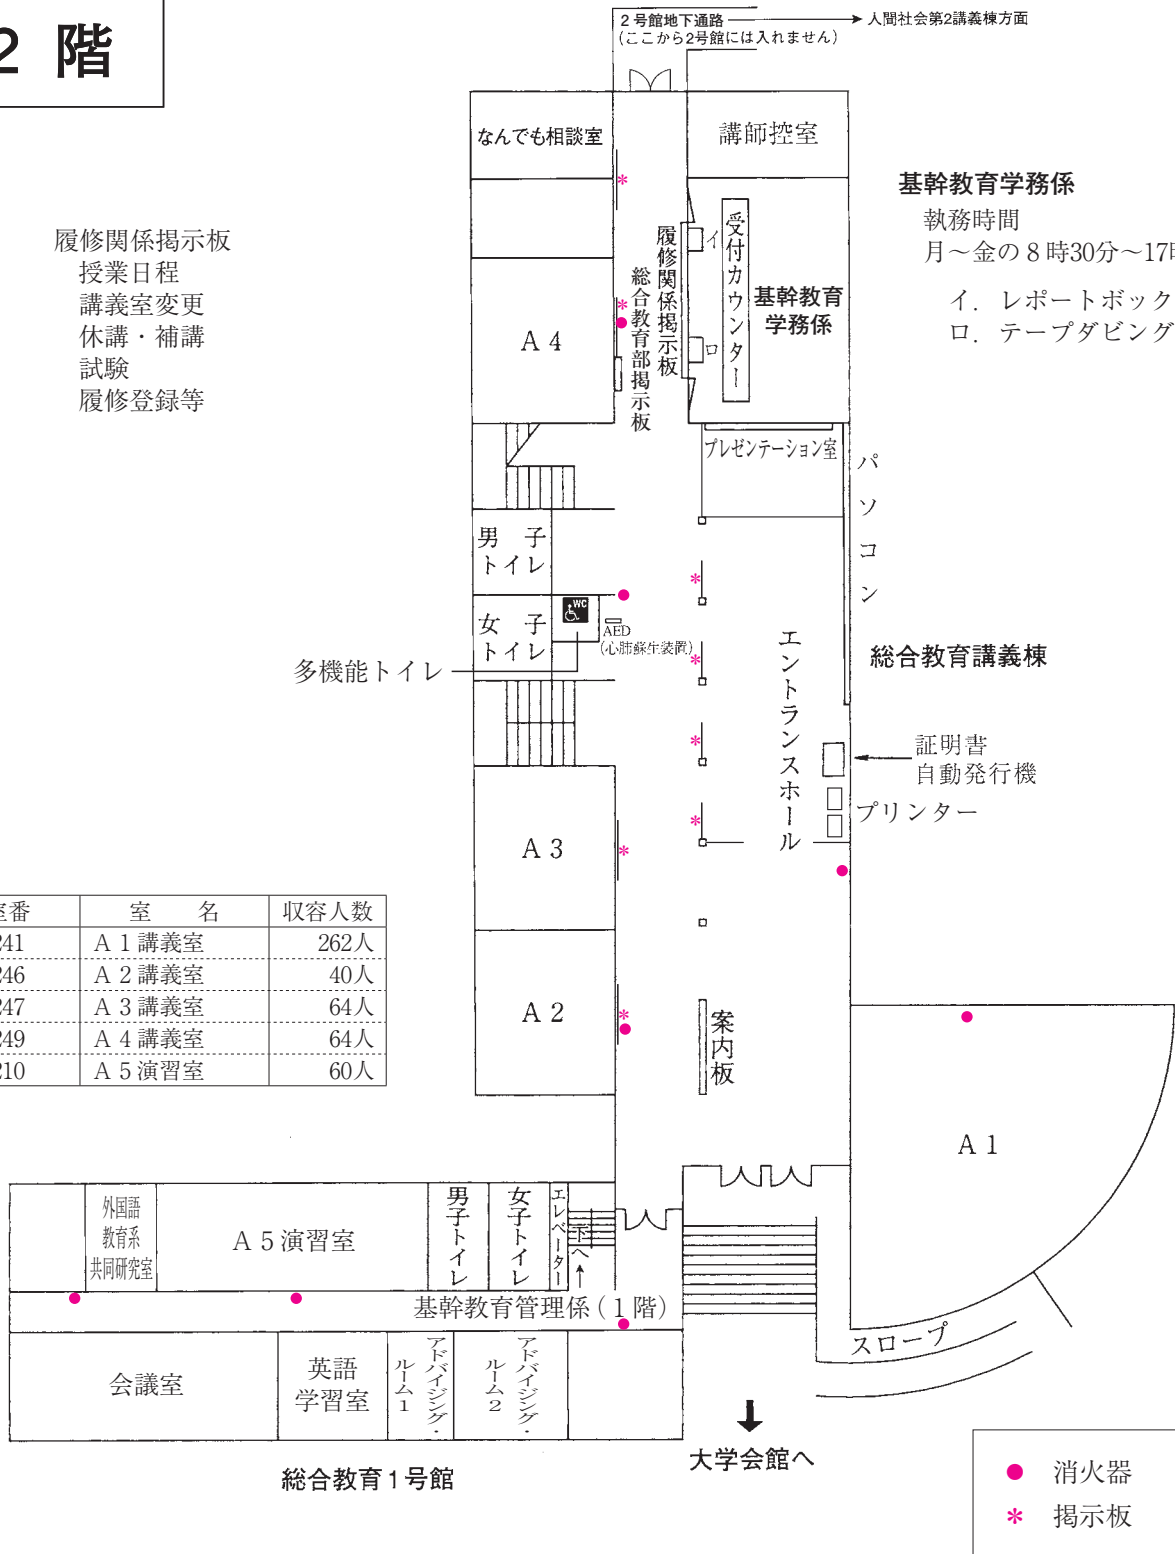 2 階
2号館地下通路
人間社会第2講義棟方面
(ここから2号館には入れません)
なんでも相談室
講師控室
基幹教育学務係
執務時間
月〜金の8時30分〜17
イ．レポートボック
ロ．テープダビング
履修関係掲示板
授業日程
講義室変更
休講・補講
試験
履修登録等
履修関係掲示板
総合教育部掲示板
イ
ロ
受付カウンター
基幹教育
学務係
A 4
プレゼンテーション室
パソコン
男 子
トイレ
女 子
トイレ
WC
AED
(心肺蘇生装置)
多機能トイレ
エントランスホール
総合教育講義棟
証明書
自動発行機
プリンター
A 3
室番 室 名 収容人数
241 A 1 講義室 262人
246 A 2 講義室 40人
247 A 3 講義室 64人
249 A 4 講義室 64人
210 A 5 演習室 60人
A 2
案内板
A 1
外国語
教育系
共同研究室
A 5 演習室
男子トイレ
女子トイレ
エレベーター
下へ
基幹教育管理係(1階)
会議室
英語
学習室
アドバイジング・
ルーム1
アドバイジング・
ルーム2
スロープ
大学会館へ
総合教育1号館
● 消火器
* 掲示板